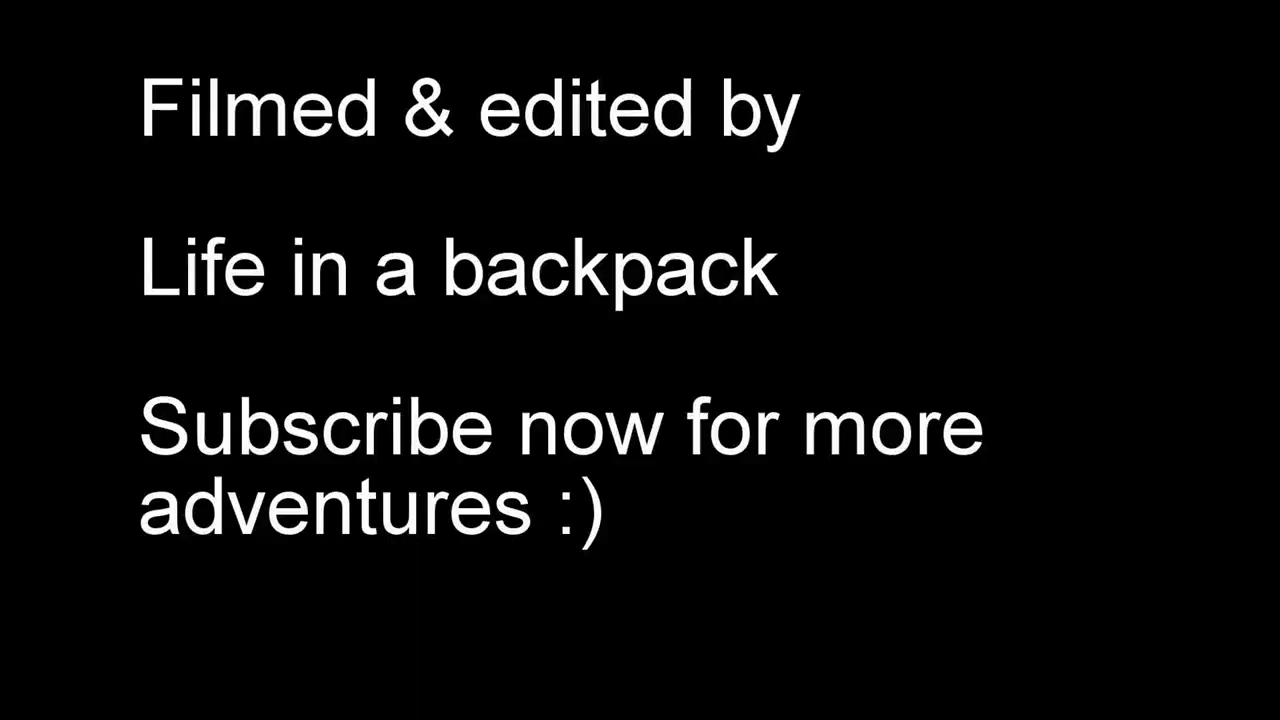 Filmed & edited by
Life in a backpack
Subscribe now for more
adventures :)